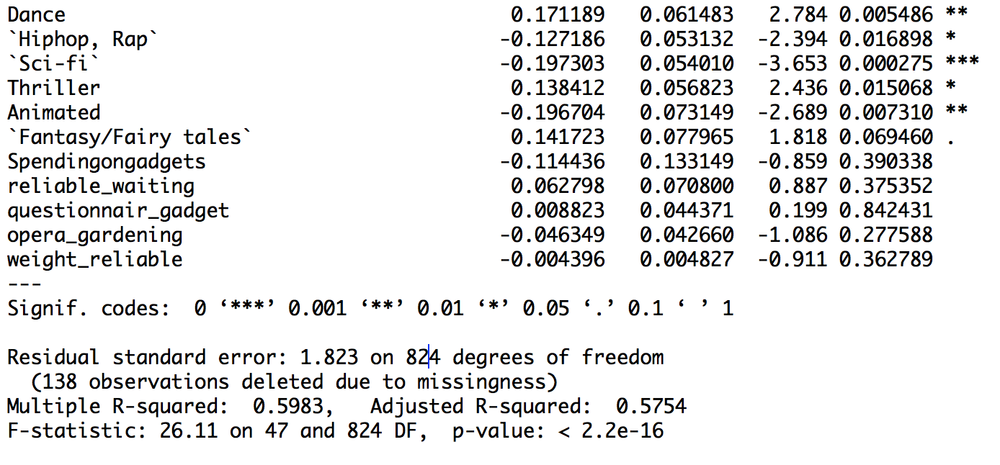 Dance 0.171189 0.061483 2.784 0.005486 **
`Hiphop, Rap` -0.127186 0.053132 -2.394 0.016898 *
`Sci-fi` -0.197303 0.054010 -3.653 0.000275 ***
Thriller 0.138412 0.056823 2.436 0.015068 *
Animated -0.196704 0.073149 -2.689 0.007310 **
`Fantasy/Fairy tales` 0.141723 0.077965 1.818 0.069460 .
Spendingongadgets -0.114436 0.133149 -0.859 0.390338
reliable_waiting 0.062798 0.070800 0.887 0.375352
questionnair_gadget 0.008823 0.044371 0.199 0.842431
opera_gardening -0.046349 0.042660 -1.086 0.277588
weight_reliable -0.004396 0.004827 -0.911 0.362789
---
Signif. codes: 0 ‘***’ 0.001 ‘**’ 0.01 ‘*’ 0.05 ‘.’ 0.1 ‘ ’ 1
Residual standard error: 1.823 on 824 degrees of freedom
(138 observations deleted due to missingness)
Multiple R-squared: 0.5983, Adjusted R-squared: 0.5754
F-statistic: 26.11 on 47 and 824 DF, p-value: < 2.2e-16